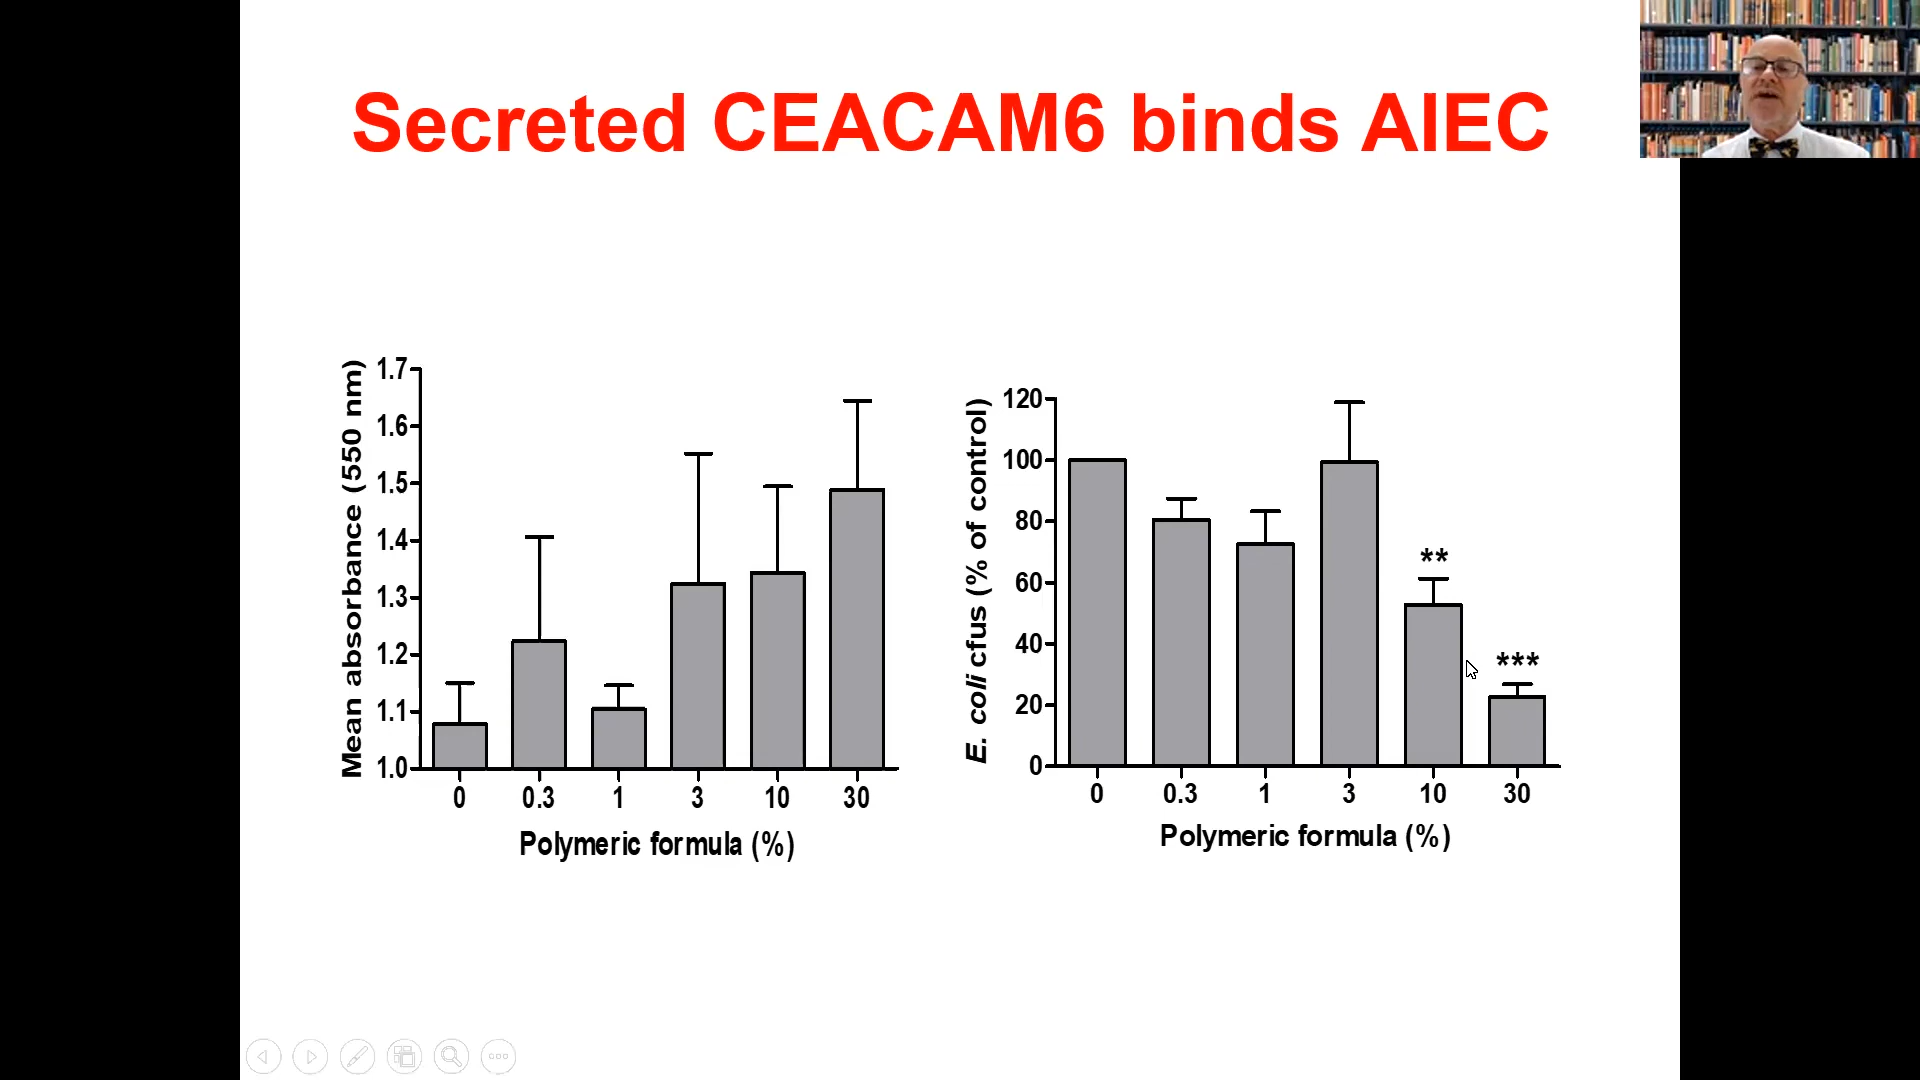 Secreted CEACAM6 binds AIEC
Mean absorbance (550 nm)
1.7
1.6
1.5
1.4
1.3
1.2
1.1
1.0
0 0.3 1 3 10 30
Polymeric formula (%)
E. coli cfus (% of control)
120
100
80
60
40
20
0
** ***
0 0.3 1 3 10 30
Polymeric formula (%)